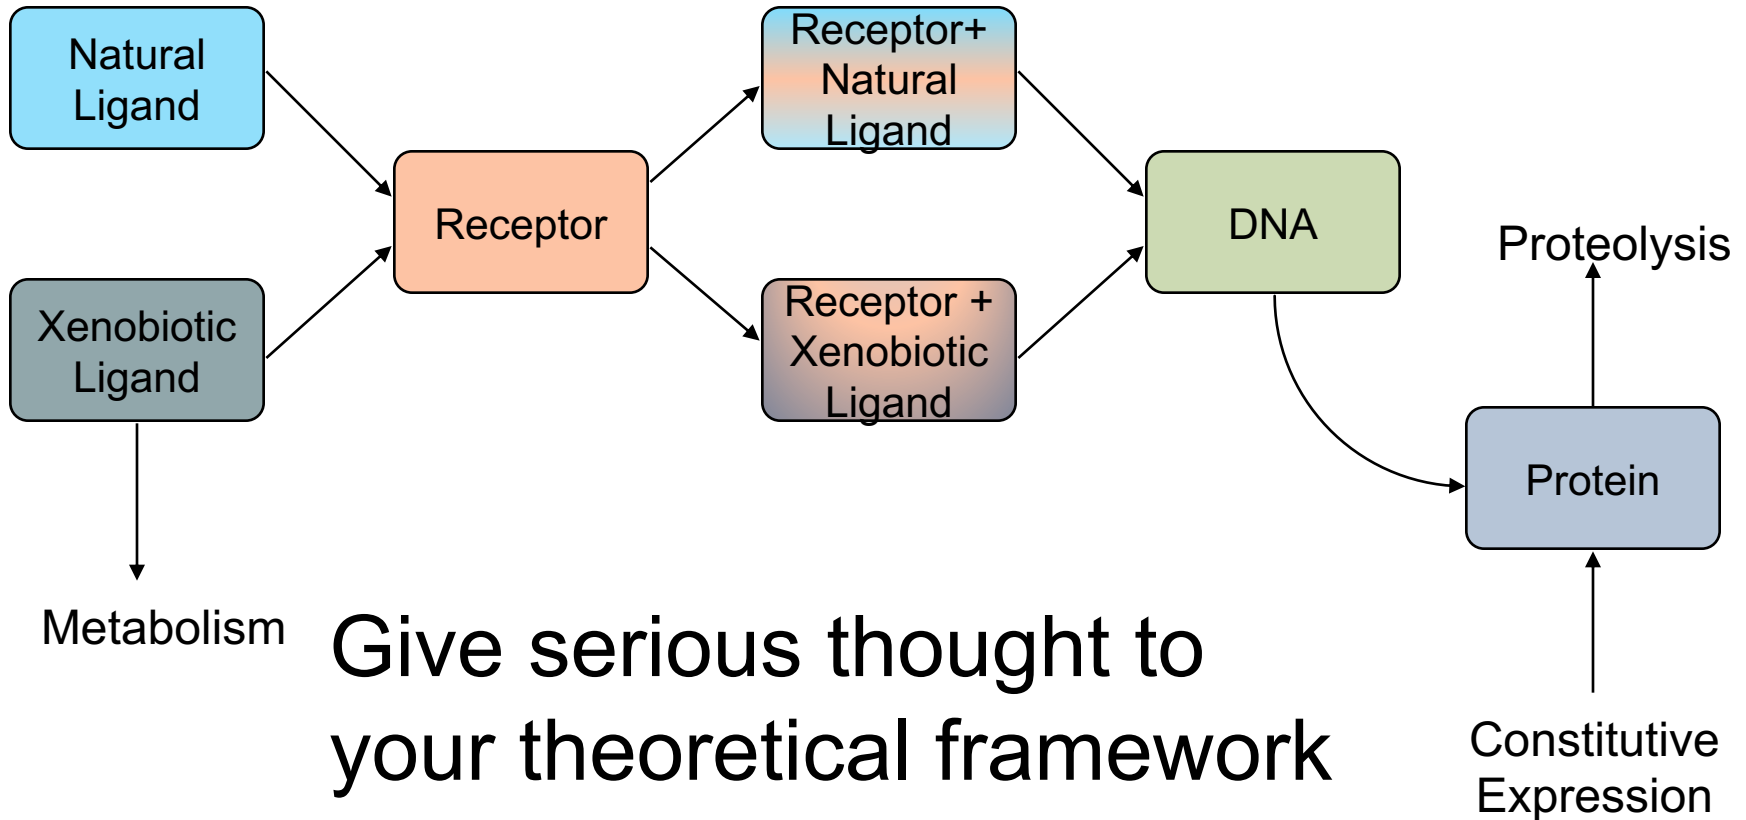 Natural
Ligand
Receptor+
Natural
Ligand
Receptor
DNA
Proteolysis
Xenobiotic
Ligand
Receptor +
Xenobiotic
Ligand
Protein
Metabolism
Give serious thought to
your theoretical framework
Constitutive
Expression